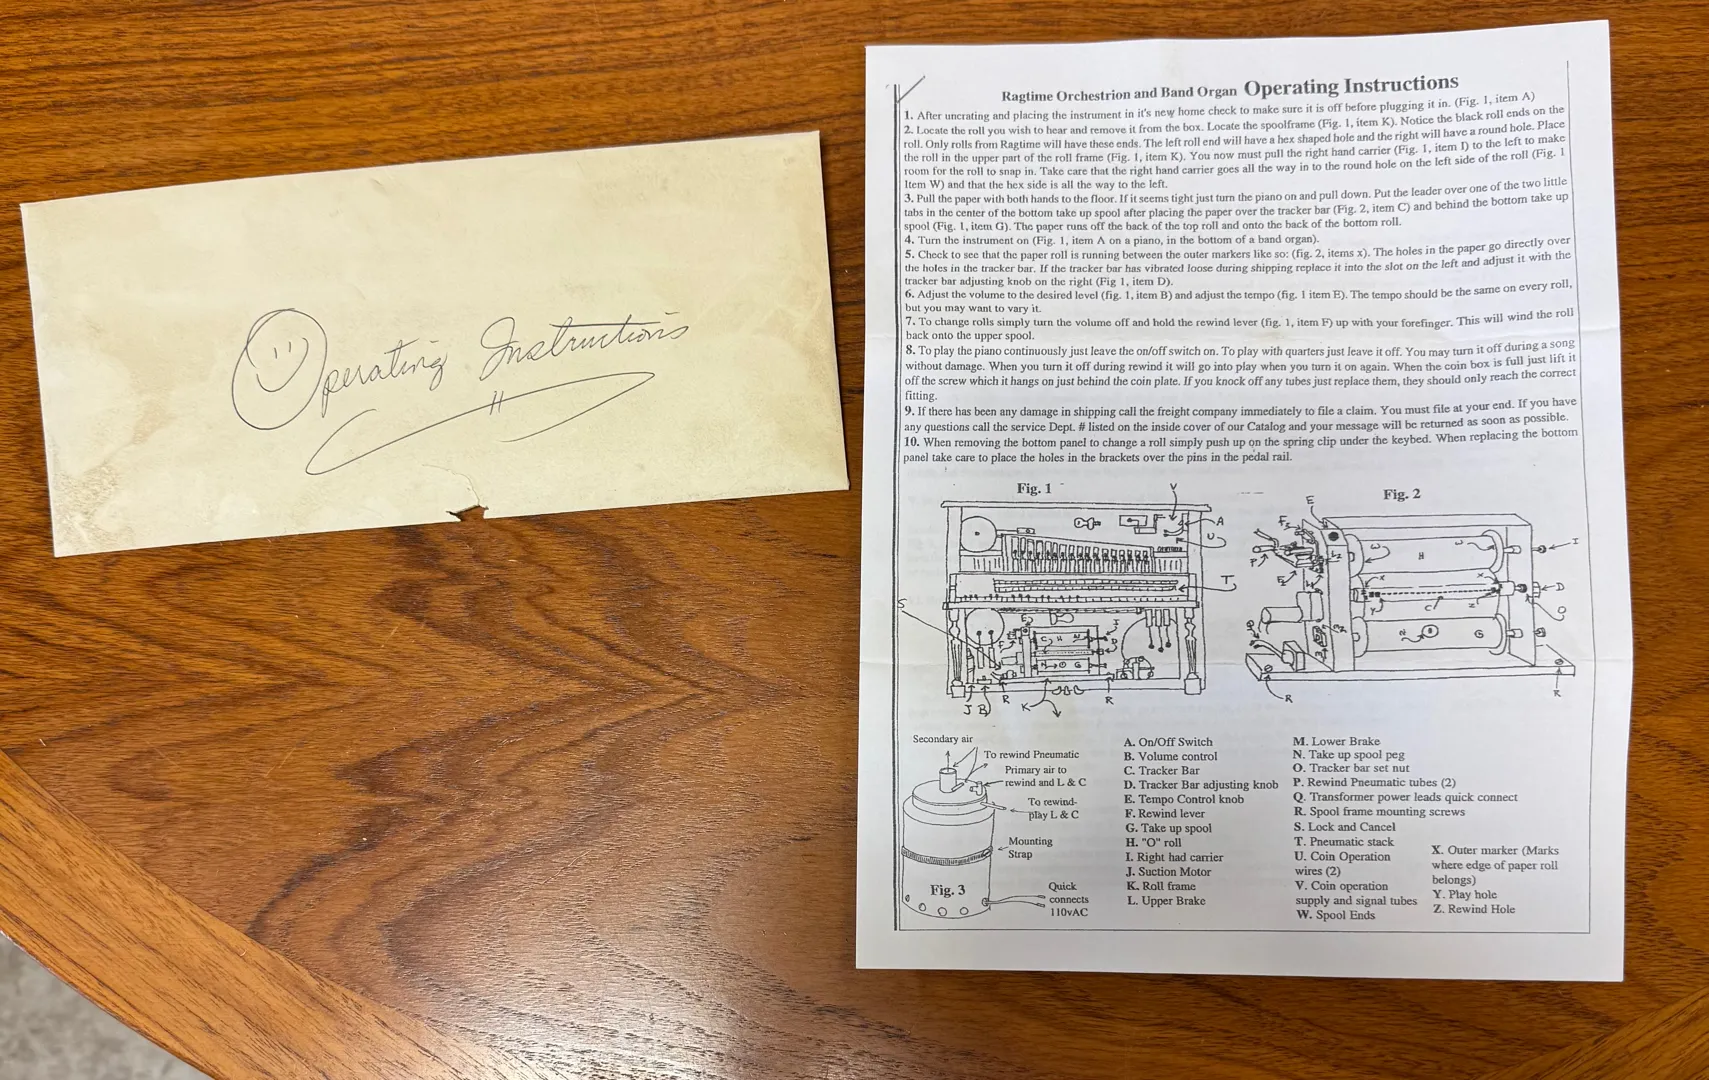 Operating Instructions
Ragtime Orchestrion and Band Organ Operating Instructions
1. After uncrating and placing the instrument in it's new home check to make sure it is off before plugging it in. (Fig. 1, item A)
2. Locate the roll you wish to hear and remove it from the box. Locate the spoolframe (Fig. 1, item K). Notice the black roll ends on the
roll. Only rolls from Ragtime will have these ends. The left roll end will have a hex shaped hole and the right will have a round hole. Place
the roll in the upper part of the roll frame (Fig. 1, item K). You now must pull the right hand carrier (Fig. 1, item I) to the left to make
room for the roll to snap in. Take care that the right hand carrier goes all the way in to the round hole on the left side of the roll (Fig. 1
Item W) and that the hex side is all the way to the left.
3. Pull the paper with both hands to the floor. If it seems tight just turn the piano on and pull down. Put the leader over one of the two little
tabs in the center of the bottom take up spool after placing the paper over the tracker bar (Fig. 2, item C) and behind the bottom take up
spool (Fig. 1, item G). The paper runs off the back of the top roll and onto the back of the bottom roll.
4. Turn the instrument on (Fig. 1, item A on a piano, in the bottom of a band organ).
5. Check to see that the paper roll is running between the outer markers like so: (fig. 2, items x). The holes in the paper go directly over
the holes in the tracker bar. If the tracker bar has vibrated loose during shipping replace it into the slot on the left and adjust it with the
tracker bar adjusting knob on the right (Fig 1, item D).
6. Adjust the volume to the desired level (fig. 1, item B) and adjust the tempo (fig. 1 item E). The tempo should be the same on every roll,
but you may want to vary it.
7. To change rolls simply turn the volume off and hold the rewind lever (fig. 1, item F) up with your forefinger. This will wind the roll
back onto the upper spool.
8. To play the piano continuously just leave the on/off switch on. To play with quarters just leave it off. You may turn it off during a song
without damage. When you turn it off during rewind it will go into play when you turn it on again. When the coin box is full just lift it
off the screw which it hangs on just behind the coin plate. If you knock off any tubes just replace them, they should only reach the correct
fitting.
9. If there has been any damage in shipping call the freight company immediately to file a claim. You must file at your end. If you have
any questions call the service Dept. # listed on the inside cover of our Catalog and your message will be returned as soon as possible.
10. When removing the bottom panel to change a roll simply push up on the spring clip under the keybed. When replacing the bottom
panel take care to place the holes in the brackets over the pins in the pedal rail.
Fig. 1
V
A
U
T
S
J B
R
K
R
Fig. 2
E
F
P
I
D
O
H
C
G
R
R
Secondary air
To rewind Pneumatic
Primary air to
rewind and L & C
To rewind-
play L & C
Mounting
Strap
Fig. 3
Quick
connects
110vAC
A. On/Off Switch
B. Volume control
C. Tracker Bar
D. Tracker Bar adjusting knob
E. Tempo Control knob
F. Rewind lever
G. Take up spool
H. "O" roll
I. Right had carrier
J. Suction Motor
K. Roll frame
L. Upper Brake
M. Lower Brake
N. Take up spool peg
O. Tracker bar set nut
P. Rewind Pneumatic tubes (2)
Q. Transformer power leads quick connect
R. Spool frame mounting screws
S. Lock and Cancel
T. Pneumatic stack
U. Coin Operation
wires (2)
V. Coin operation
supply and signal tubes
W. Spool Ends
X. Outer marker (Marks
where edge of paper roll
belongs)
Y. Play hole
Z. Rewind Hole